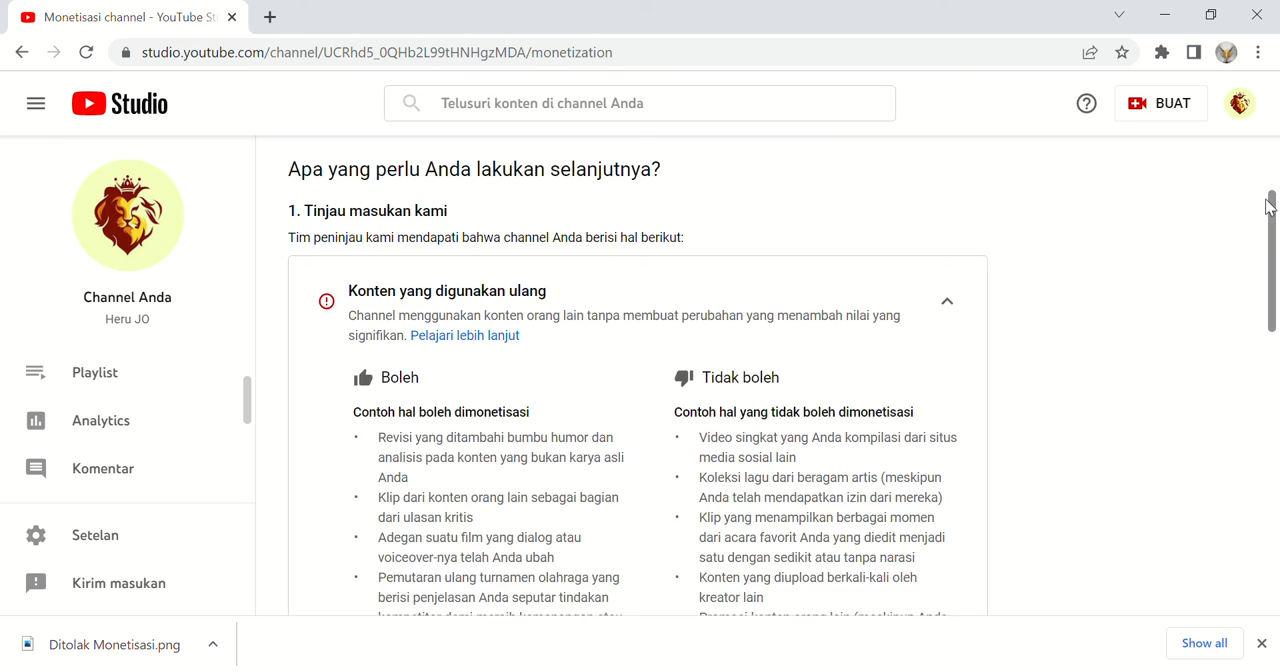 Monetisasi channel - YouTube St
studio.youtube.com/channel/UCRhd5_0QHb2L99tHNHgzMDA/monetization
Studio
Telusuri konten di channel Anda
BUAT
Channel Anda
Heru JO
Playlist
Analytics
Komentar
Setelan
Kirim masukan
Apa yang perlu Anda lakukan selanjutnya?
1. Tinjau masukan kami
Tim peninjau kami mendapati bahwa channel Anda berisi hal berikut:
Konten yang digunakan ulang
Channel menggunakan konten orang lain tanpa membuat perubahan yang menambah nilai yang
signifikan. Pelajari lebih lanjut
Boleh
Contoh hal boleh dimonetisasi
• Revisi yang ditambahi bumbu humor dan
analisis pada konten yang bukan karya asli
Anda
• Klip dari konten orang lain sebagai bagian
dari ulasan kritis
• Adegan suatu film yang dialog atau
voiceover-nya telah Anda ubah
• Pemutaran ulang turnamen olahraga yang
berisi penjelasan Anda seputar tindakan
Tidak boleh
Contoh hal yang tidak boleh dimonetisasi
• Video singkat yang Anda kompilasi dari situs
media sosial lain
• Koleksi lagu dari beragam artis (meskipun
Anda telah mendapatkan izin dari mereka)
• Klip yang menampilkan berbagai momen
dari acara favorit Anda yang diedit menjadi
satu dengan sedikit atau tanpa narasi
• Konten yang diupload berkali-kali oleh
kreator lain
Ditolak Monetisasi.png
Show all